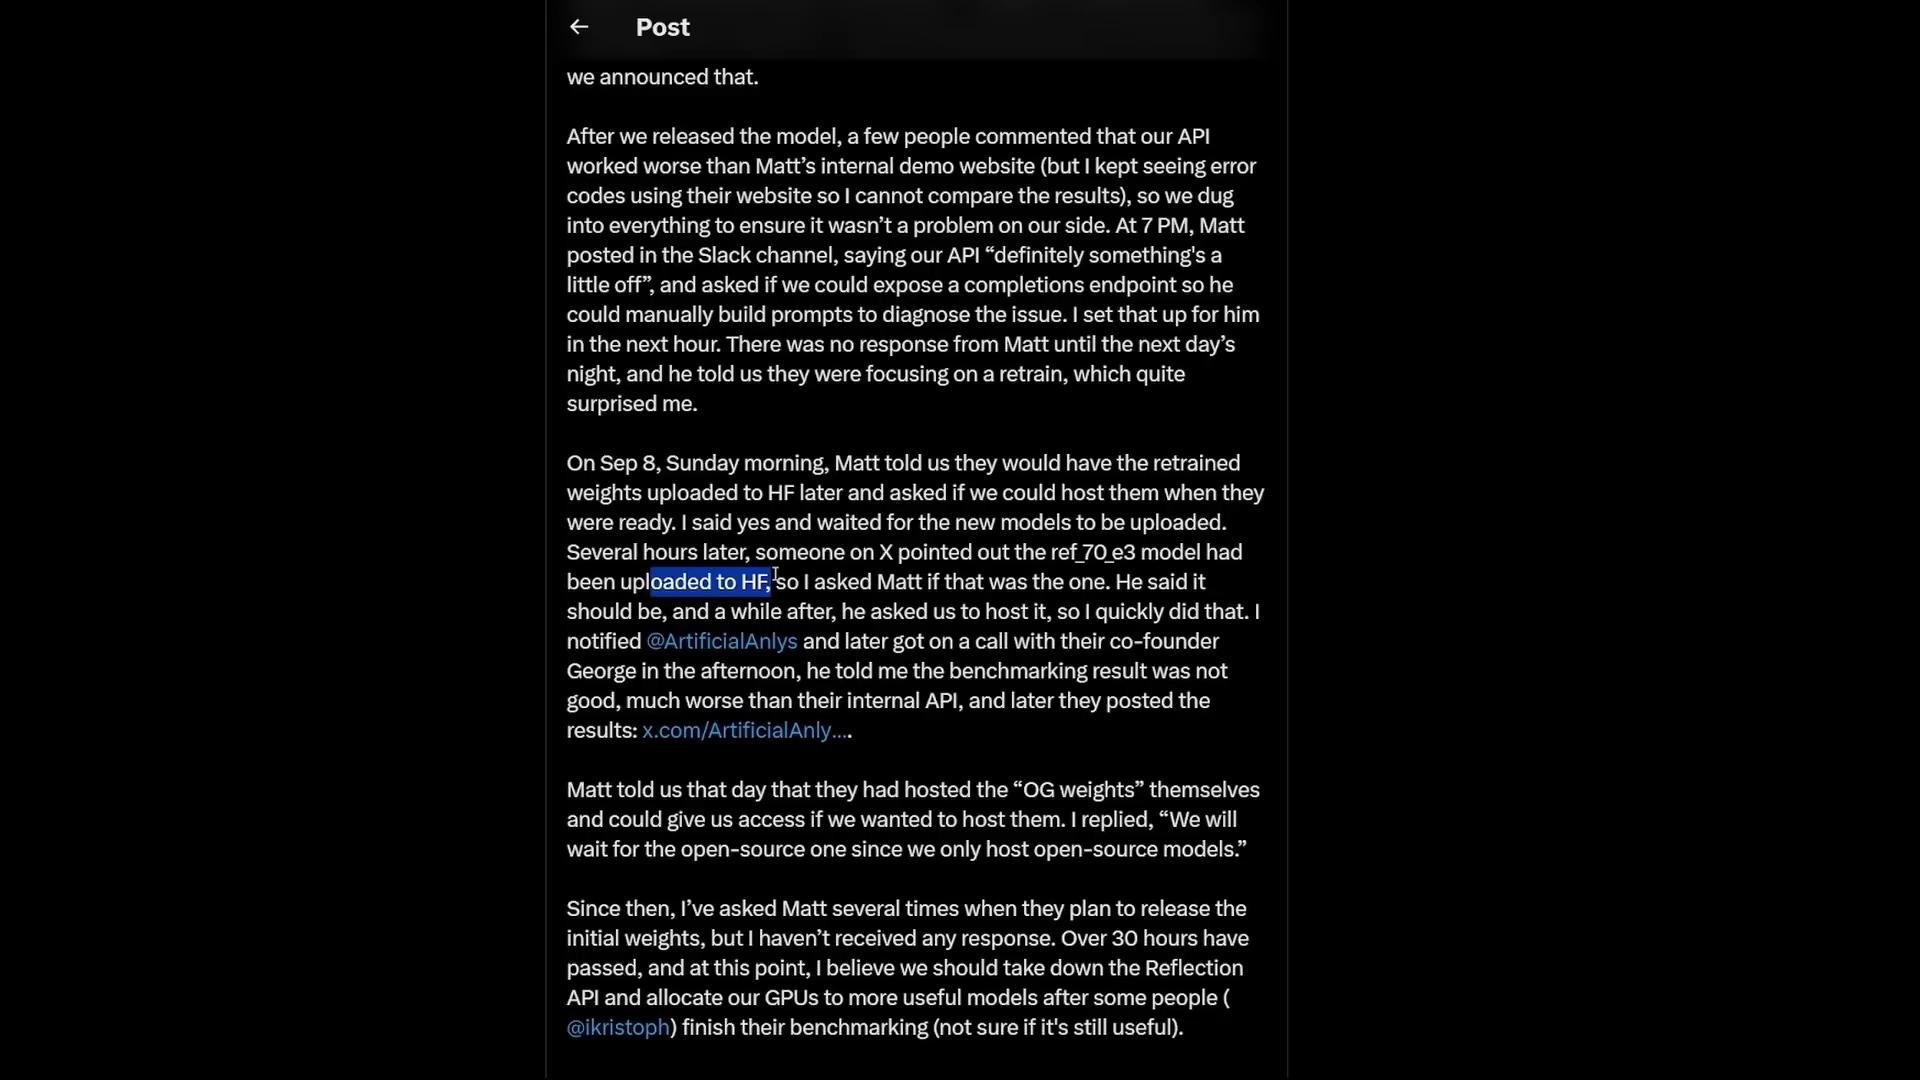 Post
we announced that.
After we released the model, a few people commented that our API
worked worse than Matt’s internal demo website (but I kept seeing error
codes using their website so I cannot compare the results), so we dug
into everything to ensure it wasn’t a problem on our side. At 7 PM, Matt
posted in the Slack channel, saying our API “definitely something's a
little off”, and asked if we could expose a completions endpoint so he
could manually build prompts to diagnose the issue. I set that up for him
in the next hour. There was no response from Matt until the next day’s
night, and he told us they were focusing on a retrain, which quite
surprised me.
On Sep 8, Sunday morning, Matt told us they would have the retrained
weights uploaded to HF later and asked if we could host them when they
were ready. I said yes and waited for the new models to be uploaded.
Several hours later, someone on X pointed out the ref_70_e3 model had
been uploaded to HF, so I asked Matt if that was the one. He said it
should be, and a while after, he asked us to host it, so I quickly did that. I
notified @ArtificialAnlys and later got on a call with their co-founder
George in the afternoon, he told me the benchmarking result was not
good, much worse than their internal API, and later they posted the
results: x.com/ArtificialAnly….
Matt told us that day that they had hosted the “OG weights” themselves
and could give us access if we wanted to host them. I replied, “We will
wait for the open-source one since we only host open-source models.”
Since then, I’ve asked Matt several times when they plan to release the
initial weights, but I haven’t received any response. Over 30 hours have
passed, and at this point, I believe we should take down the Reflection
API and allocate our GPUs to more useful models after some people (
@ikristoph) finish their benchmarking (not sure if it's still useful).